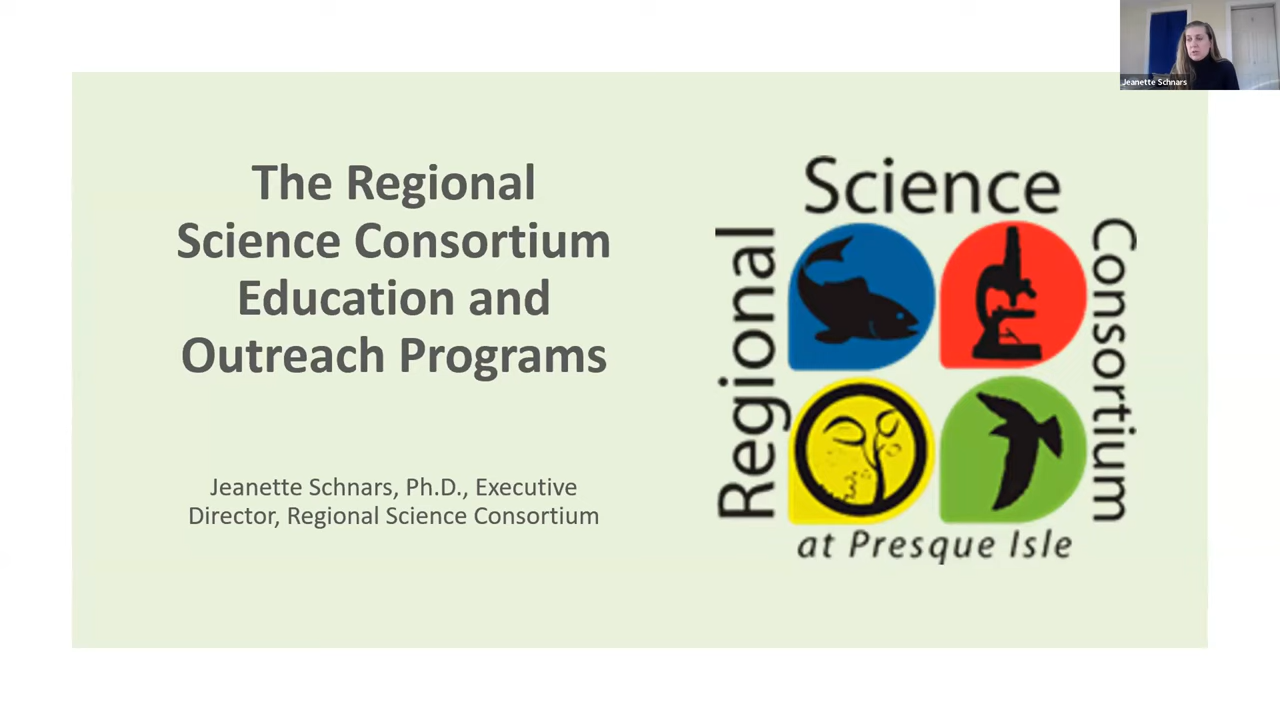 Jeanette Schnars
The Regional
Science Consortium
Education and
Outreach Programs
Jeanette Schnars, Ph.D., Executive
Director, Regional Science Consortium
Regional
Science
Consortium
at Presque Isle